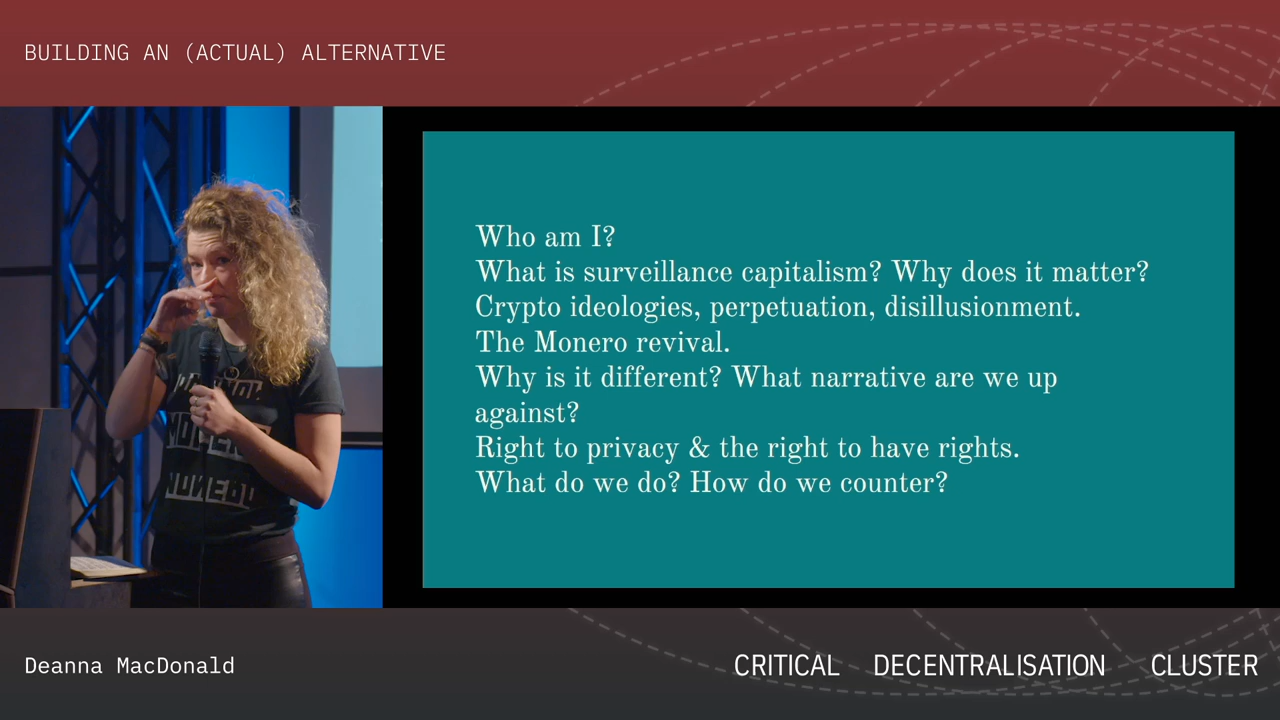 BUILDING AN (ACTUAL) ALTERNATIVE
Who am I?
What is surveillance capitalism? Why does it matter?
Crypto ideologies, perpetuation, disillusionment.
The Monero revival.
Why is it different? What narrative are we up
against?
Right to privacy & the right to have rights.
What do we do? How do we counter?
Deanna MacDonald
CRITICAL DECENTRALISATION CLUSTER